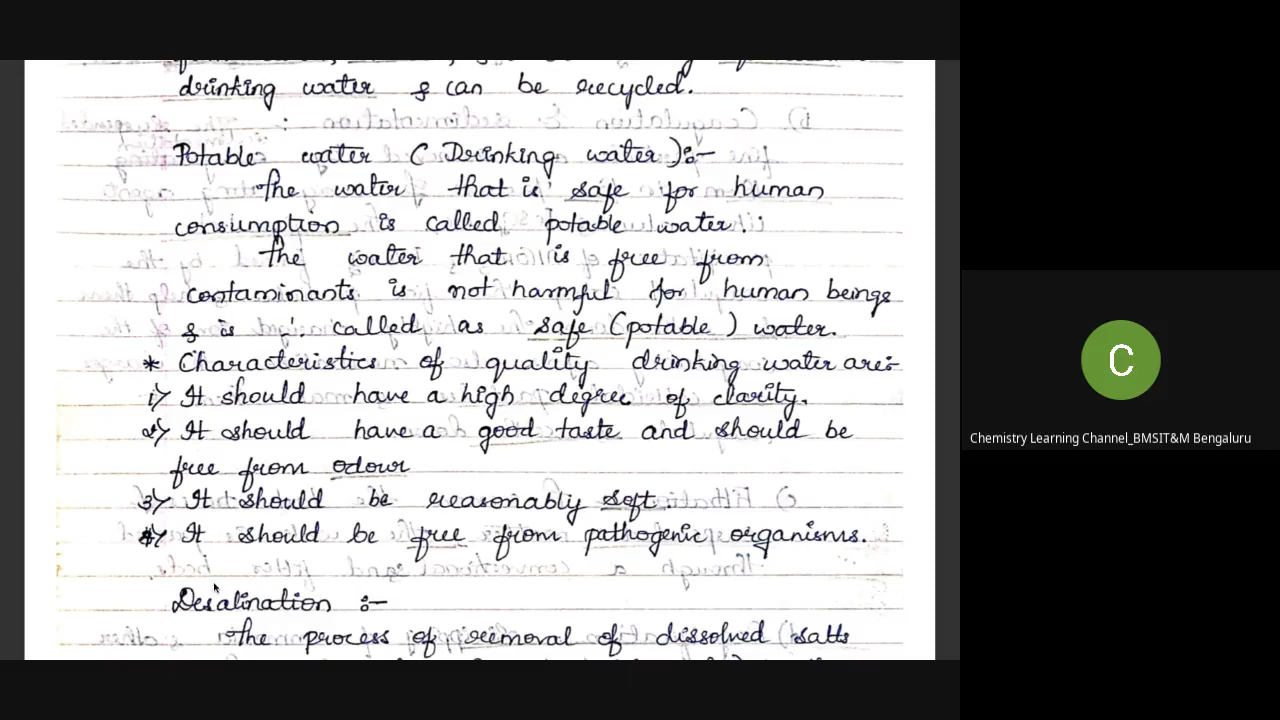 drinking water & can be recycled.
Potable water ( Drinking water ):-
The water that is safe for human
consumption is called potable water.
The water that is free from
contaminants is not harmful for human beings
& is called as safe (potable) water.
* Characteristics of quality drinking water are:-
1) It should have a high degree of clarity.
2) It should have a good taste and should be
free from odour
3) It should be reasonably soft.
4) It should be free from pathogenic organisms.
Desalination :-
The process of removal of dissolved salts
C
Chemistry Learning Channel_BMSIT&M Bengaluru